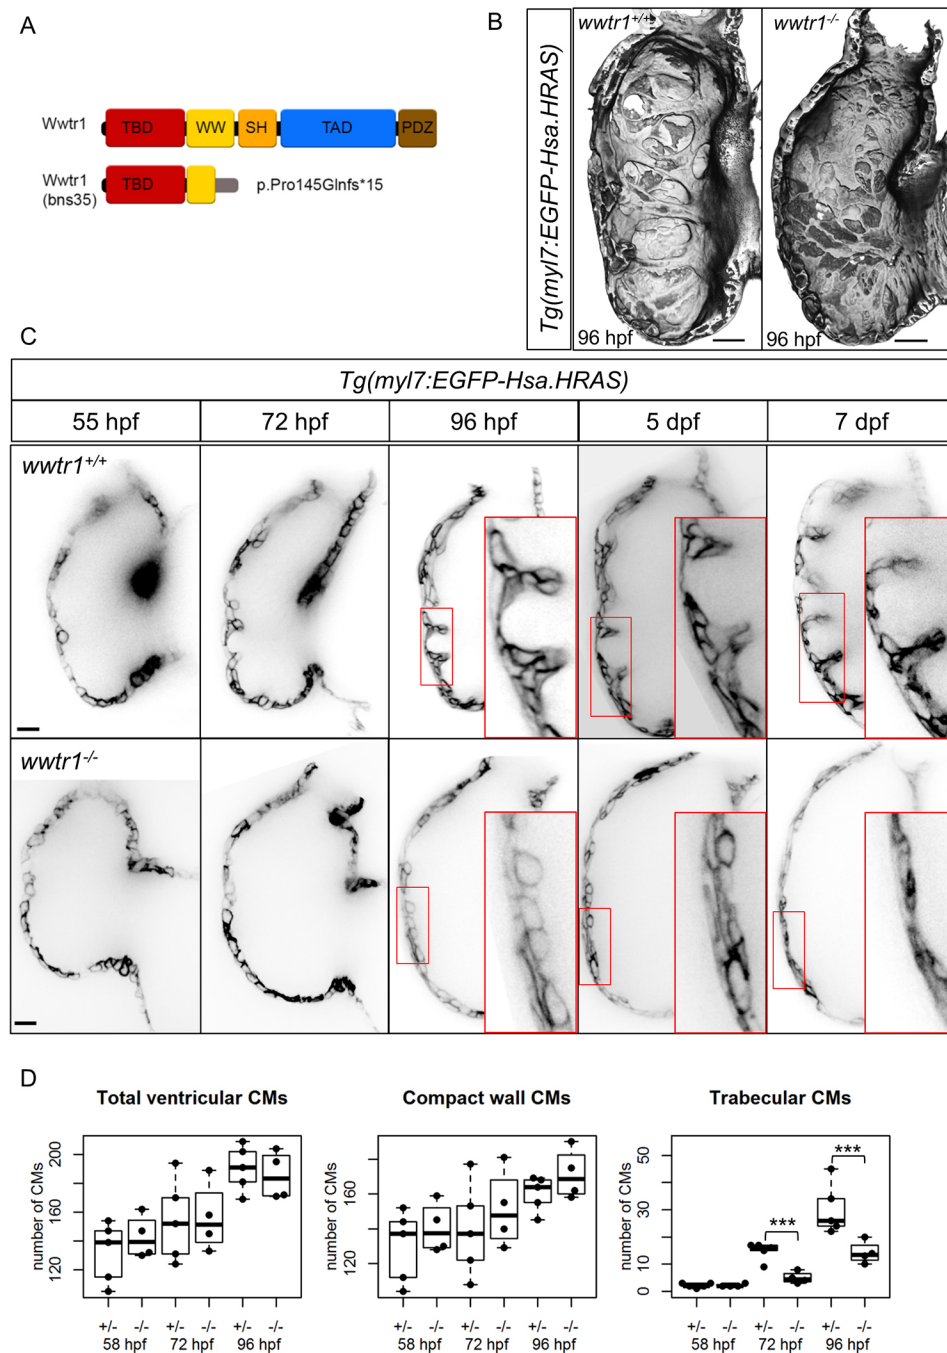 A
Wwtr1 TBD WW SH TAD PDZ
Wwtr1
(bns35) TBD p.Pro145Glnfs*15
B
Tg(myl7:EGFP-Hsa.HRAS)
wwtr1+/+ wwtr1-/-
96 hpf 96 hpf
C
Tg(myl7:EGFP-Hsa.HRAS)
55 hpf 72 hpf 96 hpf 5 dpf 7 dpf
wwtr1+/+
wwtr1-/-
D
Total ventricular CMs
number of CMs
200
160
120
+/- -/- +/- -/- +/- -/-
58 hpf 72 hpf 96 hpf
Compact wall CMs
number of CMs
160
120
+/- -/- +/- -/- +/- -/-
58 hpf 72 hpf 96 hpf
Trabecular CMs
number of CMs
50
30
10
0
***
***
+/- -/- +/- -/- +/- -/-
58 hpf 72 hpf 96 hpf